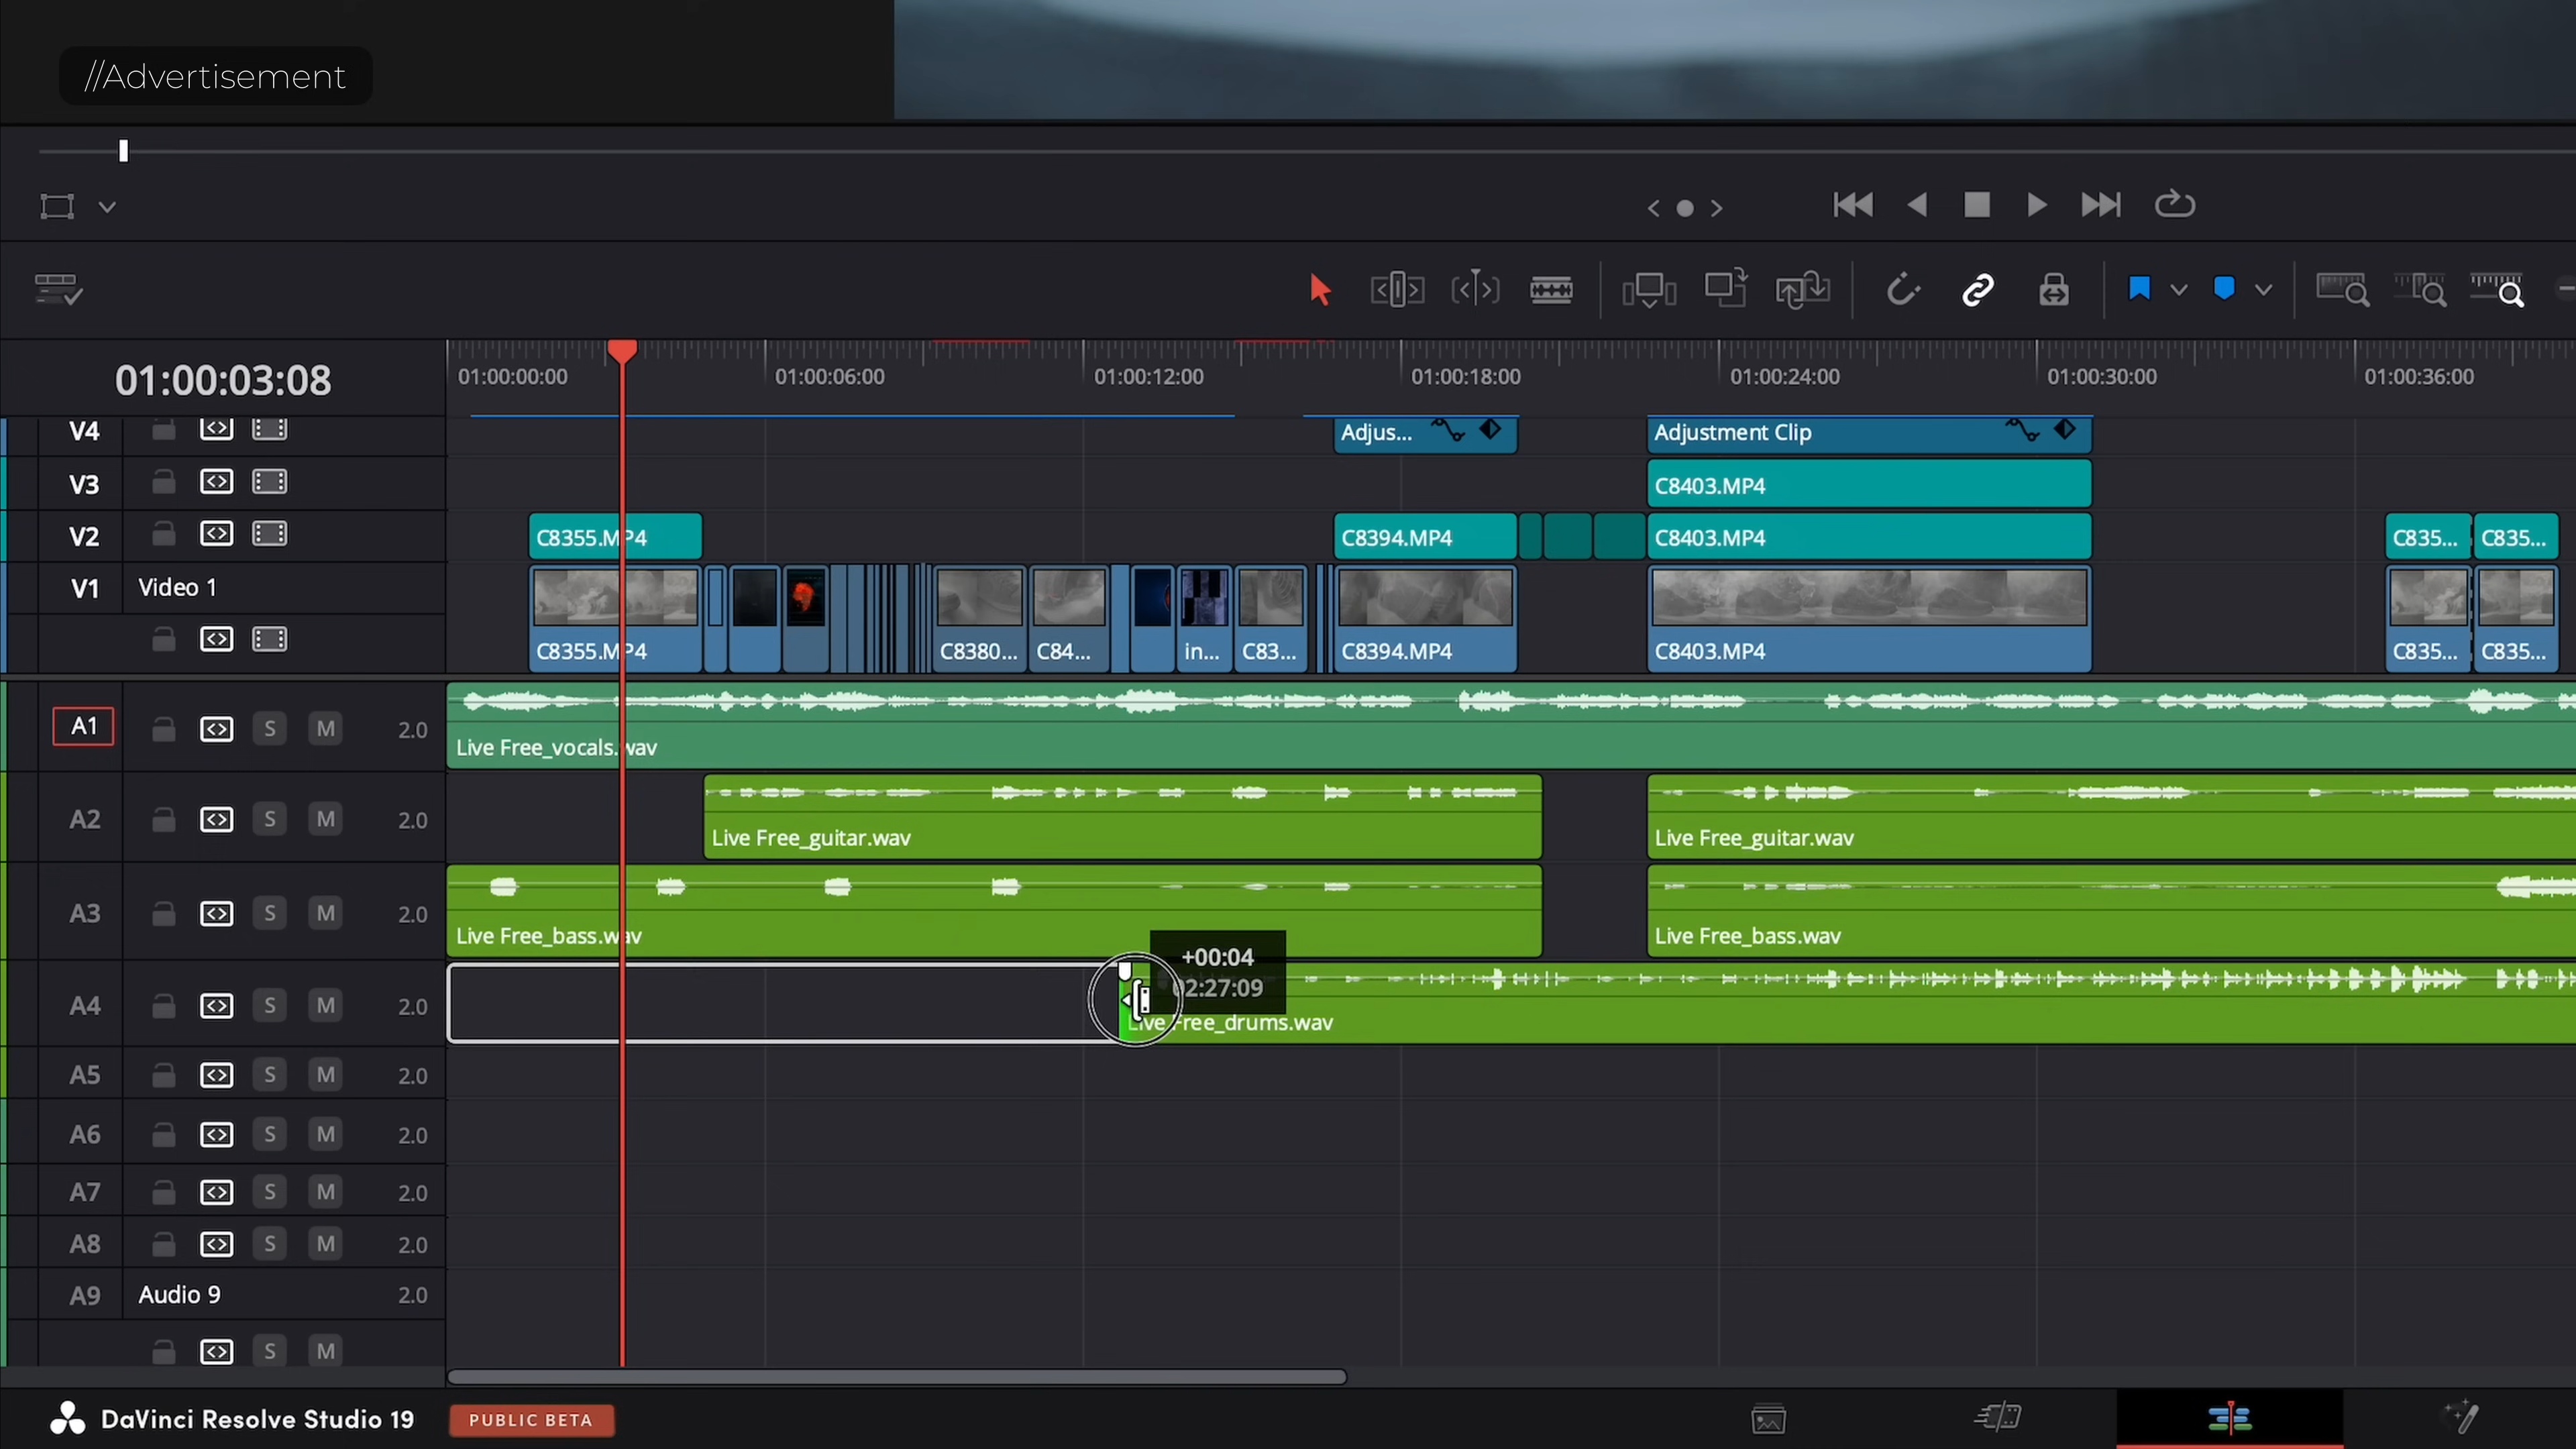 //Advertisement
01:00:03:08
01:00:00:00 01:00:06:00 01:00:12:00 01:00:18:00 01:00:24:00 01:00:30:00 01:00:36:00
V4 Adjus... Adjustment Clip
V3 C8403.MP4
V2 C8355.MP4 C8394.MP4 C8403.MP4 C835... C835...
V1 Video 1
C8355.MP4 C8380... C84... in... C83... C8394.MP4 C8403.MP4 C835... C835...
A1 S M 2.0
Live Free_vocals.wav
A2 S M 2.0
Live Free_guitar.wav Live Free_guitar.wav
A3 S M 2.0
Live Free_bass.wav Live Free_bass.wav
+00:04
02:27:09
A4 S M 2.0
Live Free_drums.wav
A5 S M 2.0
A6 S M 2.0
A7 S M 2.0
A8 S M 2.0
A9 Audio 9 2.0
S M
DaVinci Resolve Studio 19 PUBLIC BETA